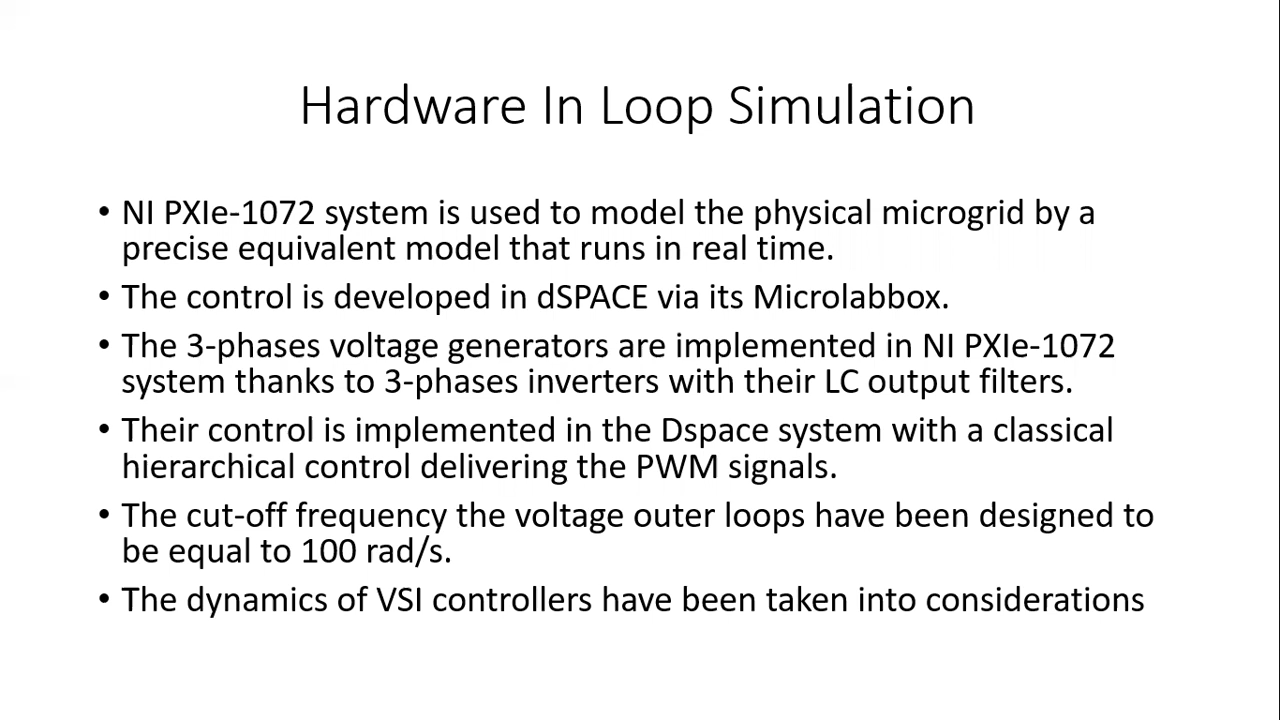 Hardware In Loop Simulation
• NI PXIe-1072 system is used to model the physical microgrid by a
precise equivalent model that runs in real time.
• The control is developed in dSPACE via its Microlabbox.
• The 3-phases voltage generators are implemented in NI PXIe-1072
system thanks to 3-phases inverters with their LC output filters.
• Their control is implemented in the Dspace system with a classical
hierarchical control delivering the PWM signals.
• The cut-off frequency the voltage outer loops have been designed to
be equal to 100 rad/s.
• The dynamics of VSI controllers have been taken into considerations